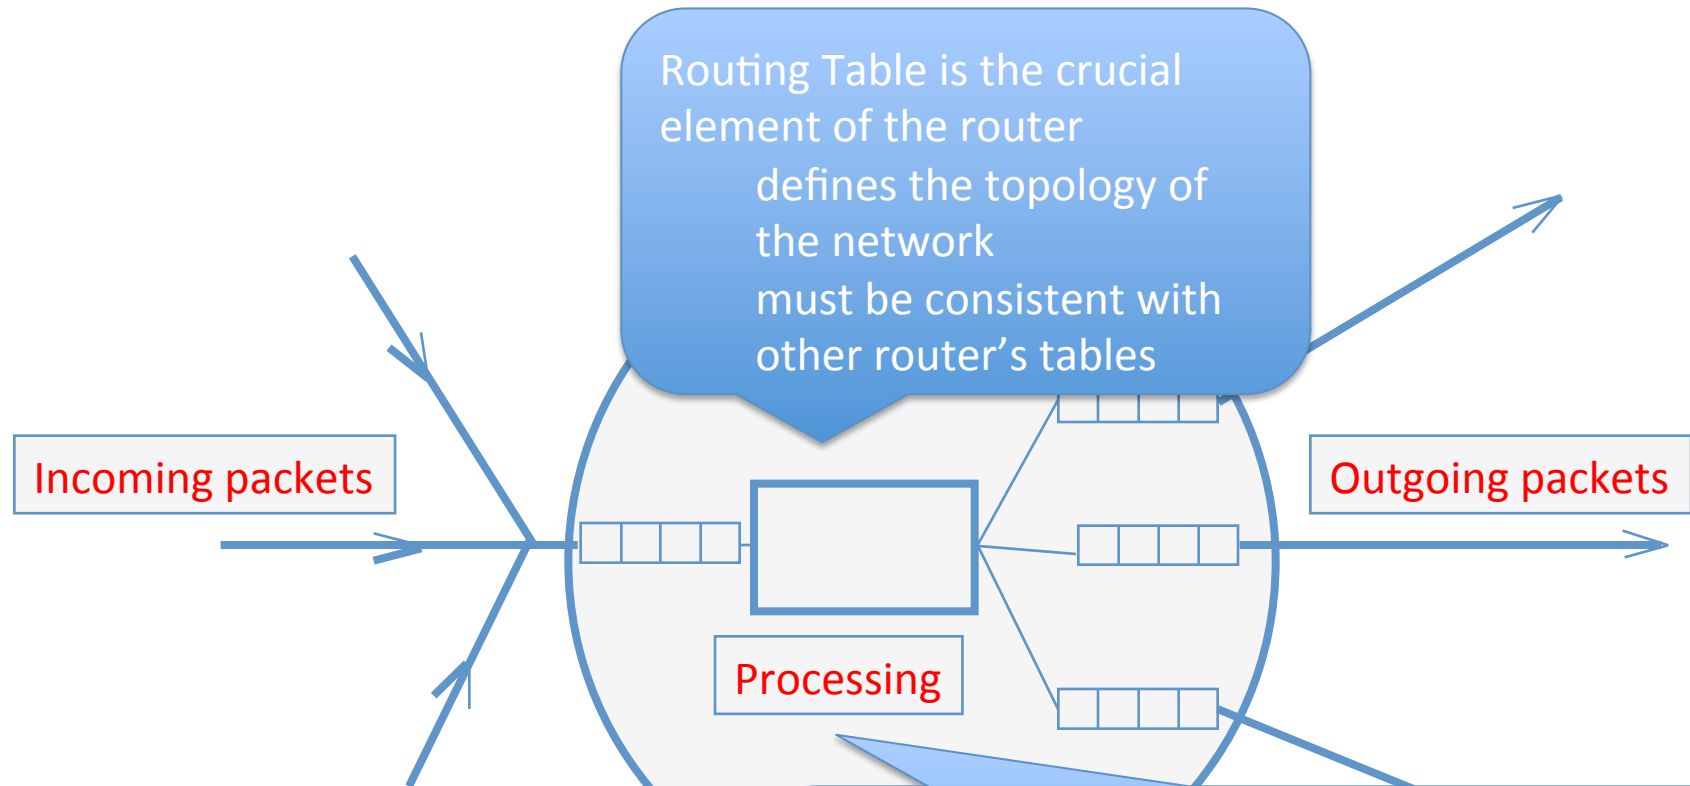 Routing Table is the crucial
element of the router
defines the topology of
the network
must be consistent with
other router’s tables
Incoming packets
Outgoing packets
Processing